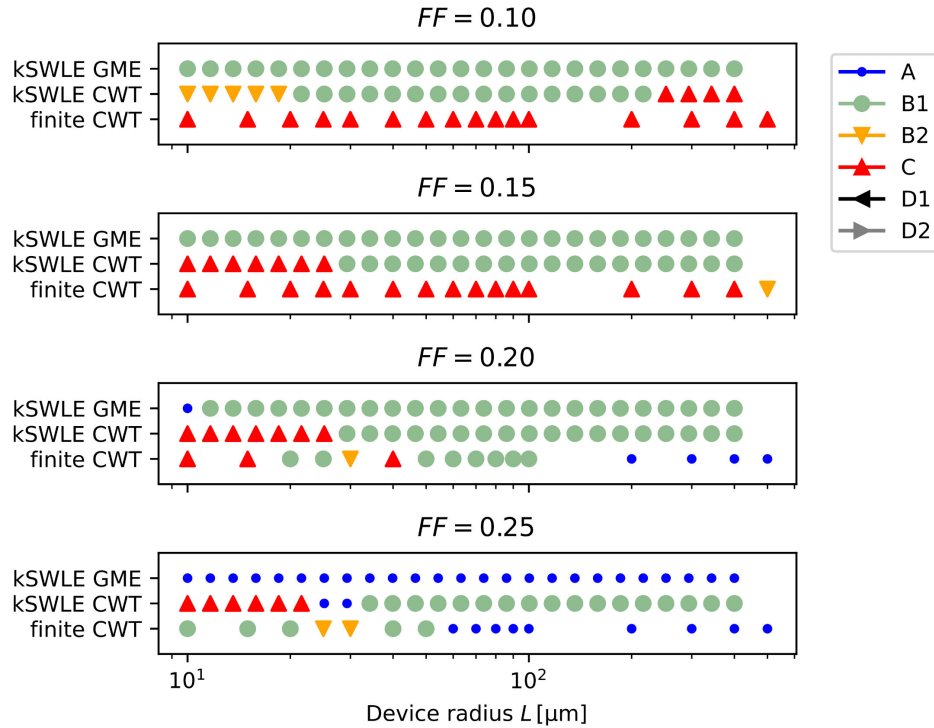 FF = 0.10
kSWLE GME
kSWLE CWT
finite CWT
A
B1
B2
C
D1
D2
FF = 0.15
kSWLE GME
kSWLE CWT
finite CWT
FF = 0.20
kSWLE GME
kSWLE CWT
finite CWT
FF = 0.25
kSWLE GME
kSWLE CWT
finite CWT
10¹ 10²
Device radius L [μm]